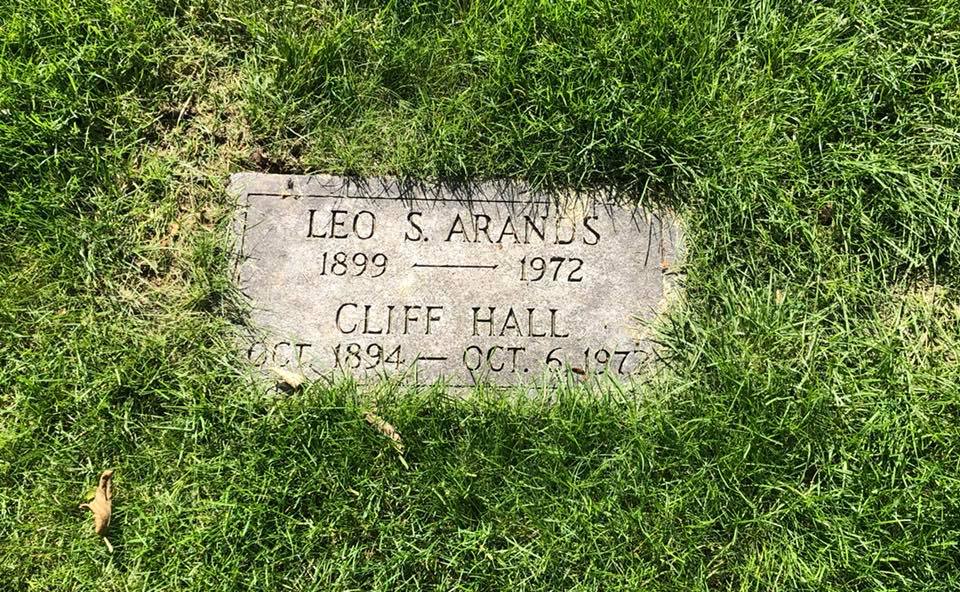 LEO S. ARANDS
1899 — 1972
CLIFF HALL
OCT. 1894 — OCT. 6, 1972